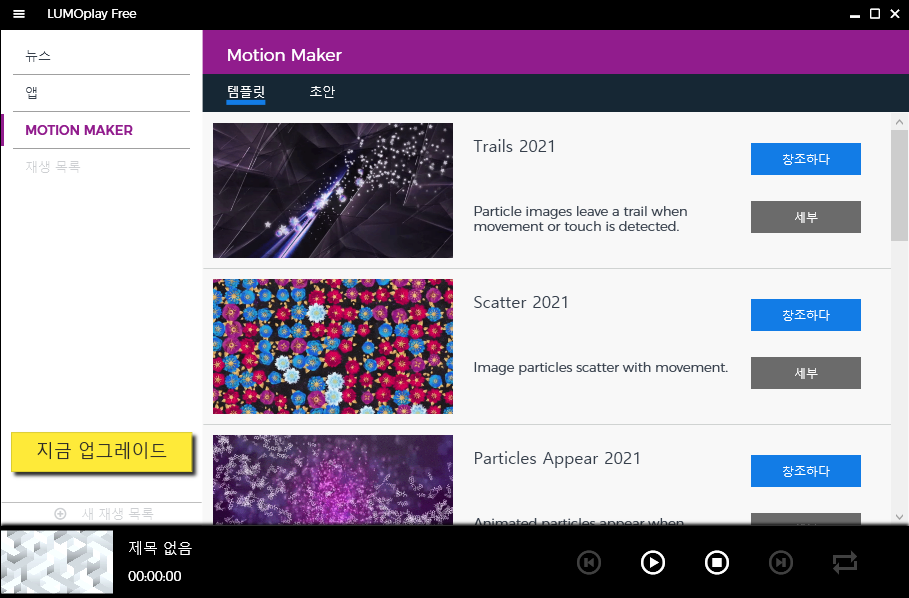 LUMOplay Free
뉴스
앱
MOTION MAKER
재생 목록
지금 업그레이드
새 재생 목록
Motion Maker
템플릿 초안
Trails 2021
창조하다
Particle images leave a trail when
movement or touch is detected.
세부
Scatter 2021
창조하다
Image particles scatter with movement.
세부
Particles Appear 2021
창조하다
Animated particles appear when
제목 없음
00:00:00